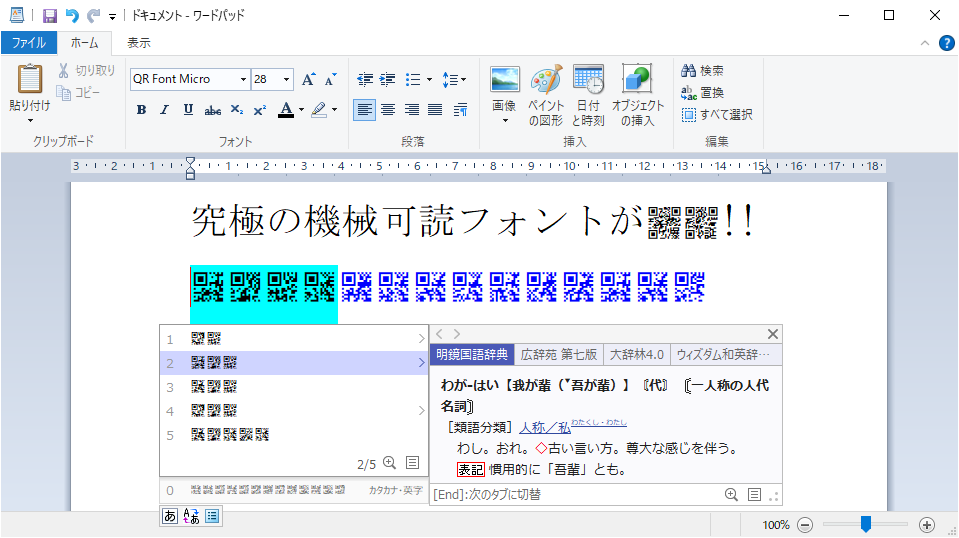 ドキュメント - ワードパッド
ファイル ホーム 表示
貼り付け
切り取り
コピー
クリップボード
QR Font Micro 28
B I U abc X₂ X² A
フォント
段落
画像
ペイントの図形
日付と時刻
オブジェクトの挿入
挿入
検索
置換
すべて選択
編集
3 2 1 1 2 3 4 5 6 7 8 9 10 11 12 13 14 15 16 17 18
究極の機械可読フォントが!!
1
2
3
4
5
2/5
0 カタカナ・英字
あ
明鏡国語辞典 広辞苑 第七版 大辞林4.0 ウィズダム和英辞…
わが-はい【我が輩（▼吾が輩）】〘代〙〖一人称の人代
名詞〗
［類語分類］人称／私わたくし・わたし
わし。おれ。◇古い言い方。尊大な感じを伴う。
表記 慣用的に「吾輩」とも。
[End]:次のタブに切替
100%